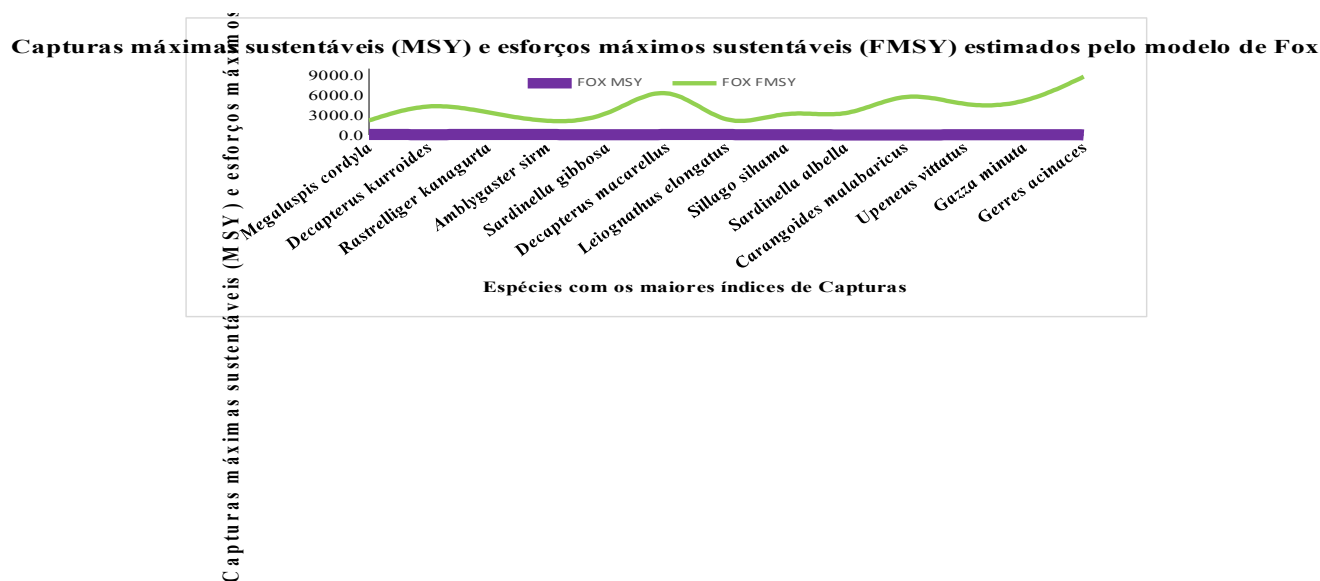 Capturas máximas sustentáveis (MSY) e esforços máximos sustentáveis (FMSY) estimados pelo modelo de Fox
Capturas máximas sustentáveis (MSY) e esforços máximos
9000.0
6000.0
3000.0
0.0
FOX MSY
FOX FMSY
Megalaspis cordyla
Decapterus kurroides
Rastrelliger kanagurta
Amblygaster sirm
Sardinella gibbosa
Decapterus macarellus
Leiognathus elongatus
Sillago sihama
Sardinella albella
Carangoides malabaricus
Upeneus vittatus
Gazza minuta
Gerres acinaces
Espécies com os maiores índices de Capturas